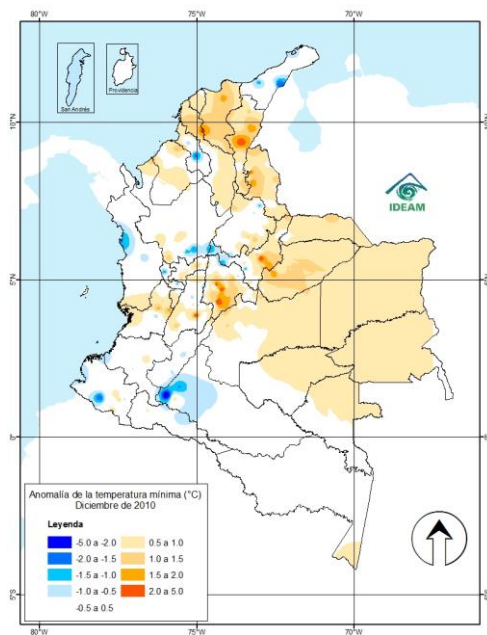 80°W
75°W
70°W
San Andrés
Providencia
10°N
10°N
IDEAM
5°N
5°N
Anomalía de la temperatura mínima (°C)
Diciembre de 2010
Leyenda
-5.0 a -2.0
0.5 a 1.0
-2.0 a -1.5
1.0 a 1.5
-1.5 a -1.0
1.5 a 2.0
-1.0 a -0.5
2.0 a 5.0
-0.5 a 0.5
5°S
5°S
80°W
75°W
70°W